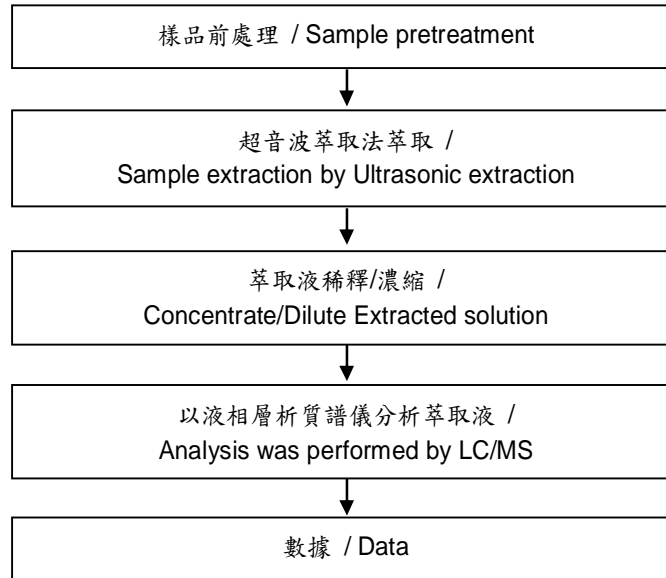 樣品前處理 / Sample pretreatment
超音波萃取法萃取 /
Sample extraction by Ultrasonic extraction
萃取液稀釋/濃縮 /
Concentrate/Dilute Extracted solution
以液相層析質譜儀分析萃取液 /
Analysis was performed by LC/MS
數據 / Data